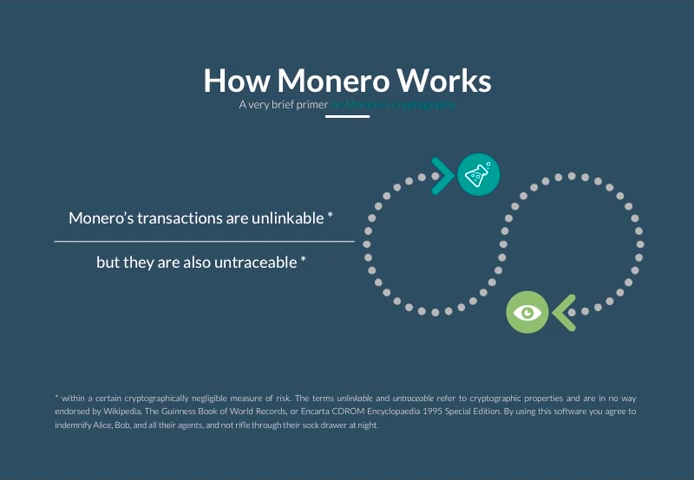 How Monero Works
A very brief primer on Monero's cryptography
Monero's transactions are unlinkable *
but they are also untraceable *
* within a certain cryptographically negligible measure of risk. The terms unlinkable and untraceable refer to cryptographic properties and are in no way
endorsed by Wikipedia, The Guinness Book of World Records, or Encarta CDROM Encyclopaedia 1995 Special Edition. By using this software you agree to
indemnify Alice, Bob, and all their agents, and not rifle through their sock drawer at night.